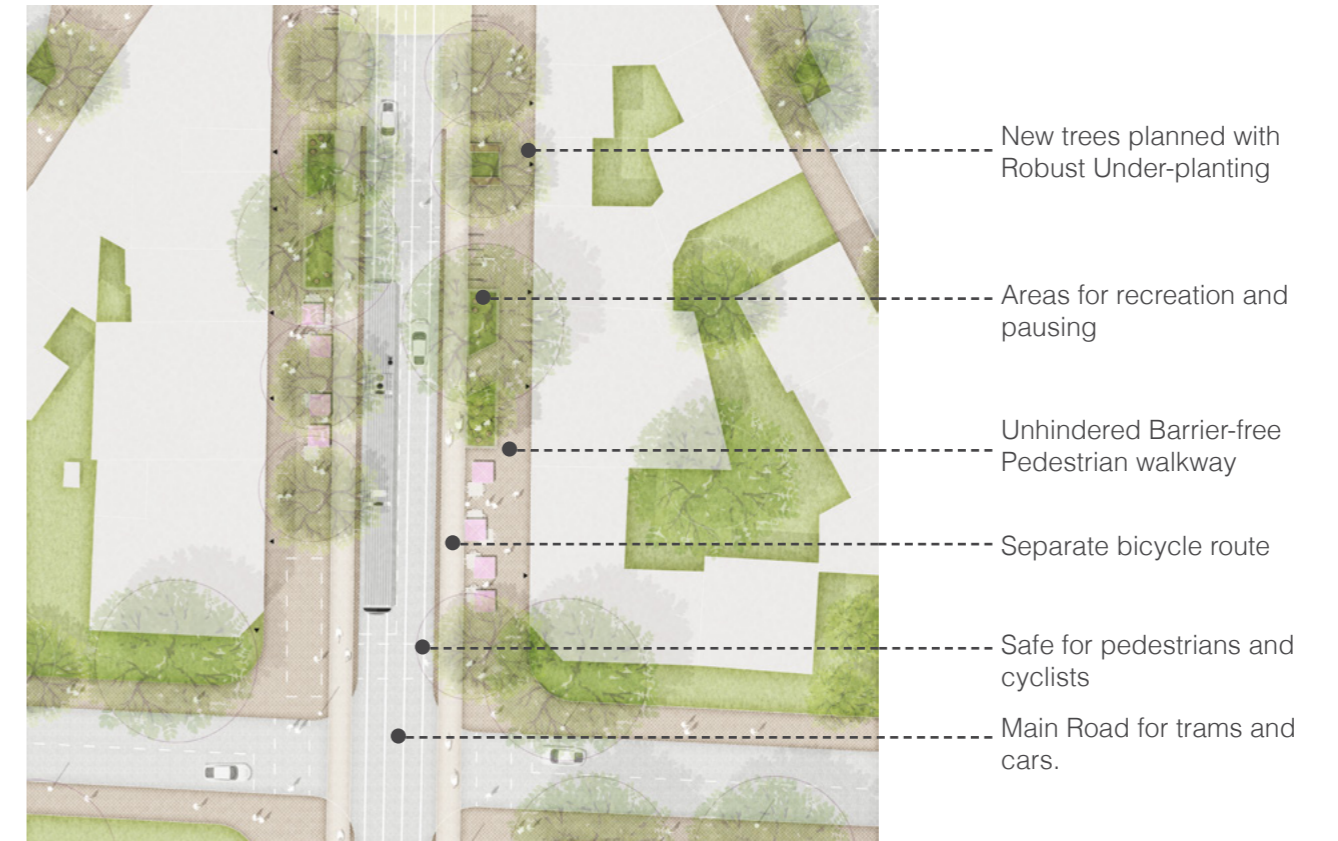 New trees planned with
Robust Under-planting
Areas for recreation and
pausing
Unhindered Barrier-free
Pedestrian walkway
Separate bicycle route
Safe for pedestrians and
cyclists
Main Road for trams and
cars.